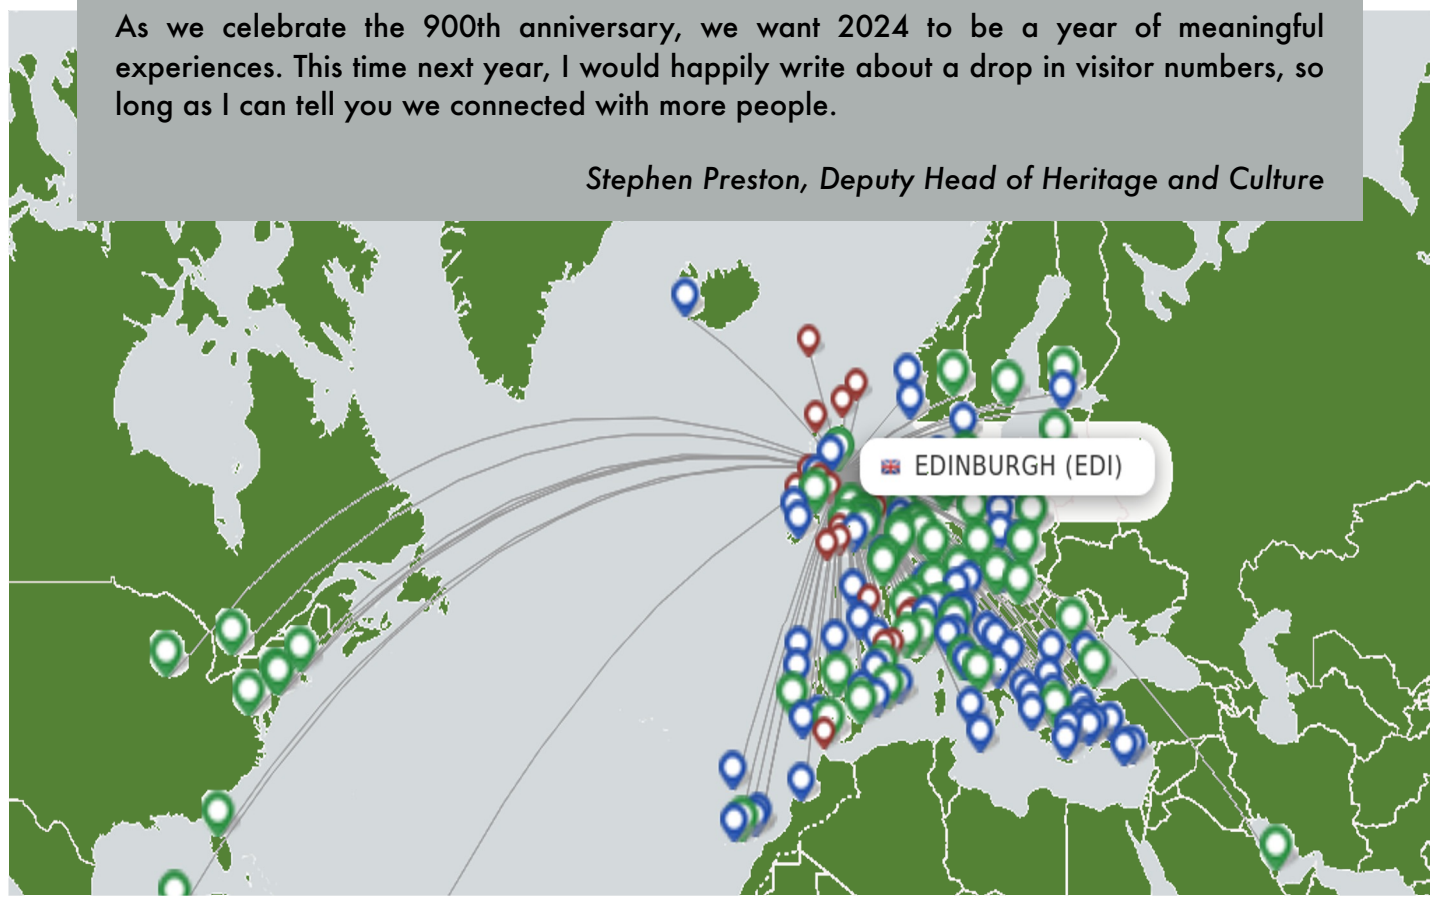 As we celebrate the 900th anniversary, we want 2024 to be a year of meaningful
experiences. This time next year, I would happily write about a drop in visitor numbers, so
long as I can tell you we connected with more people.
Stephen Preston, Deputy Head of Heritage and Culture
EDINBURGH (EDI)